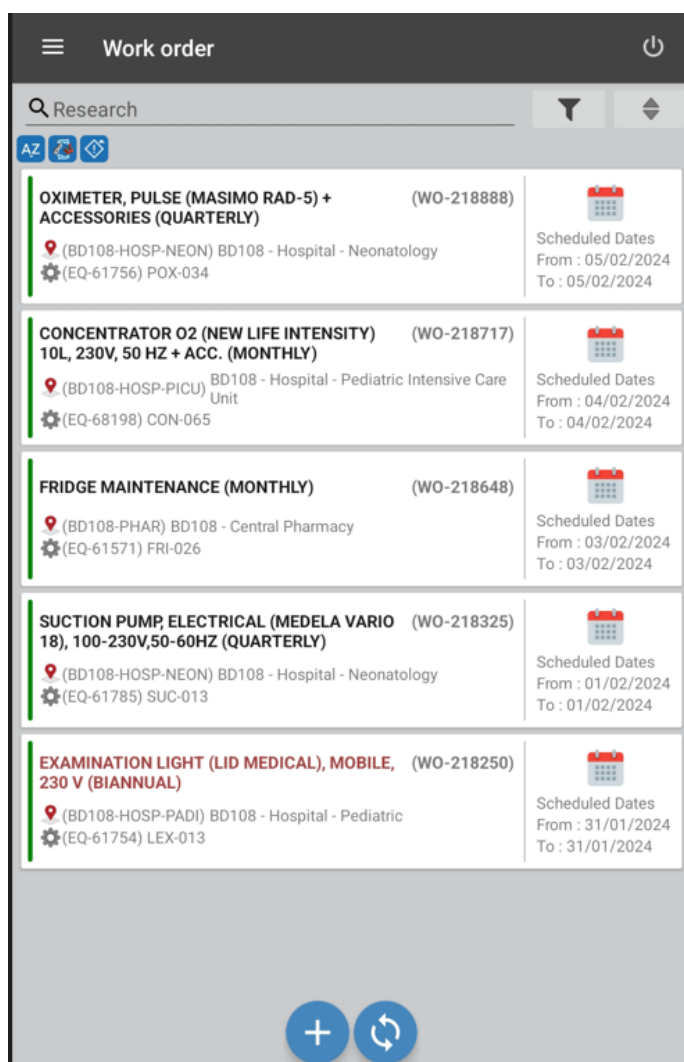 Work order
Research
AZ
OXIMETER, PULSE (MASIMO RAD-5) + (WO-218888)
ACCESSORIES (QUARTERLY)
(BD108-HOSP-NEON) BD108 - Hospital - Neonatology
(EQ-61756) POX-034
Scheduled Dates
From : 05/02/2024
To : 05/02/2024
CONCENTRATOR O2 (NEW LIFE INTENSITY) (WO-218717)
10L, 230V, 50 HZ + ACC. (MONTHLY)
(BD108-HOSP-PICU) BD108 - Hospital - Pediatric Intensive Care
Unit
(EQ-68198) CON-065
Scheduled Dates
From : 04/02/2024
To : 04/02/2024
FRIDGE MAINTENANCE (MONTHLY) (WO-218648)
(BD108-PHAR) BD108 - Central Pharmacy
(EQ-61571) FRI-026
Scheduled Dates
From : 03/02/2024
To : 03/02/2024
SUCTION PUMP, ELECTRICAL (MEDELA VARIO (WO-218325)
18), 100-230V,50-60HZ (QUARTERLY)
(BD108-HOSP-NEON) BD108 - Hospital - Neonatology
(EQ-61785) SUC-013
Scheduled Dates
From : 01/02/2024
To : 01/02/2024
EXAMINATION LIGHT (LID MEDICAL), MOBILE, (WO-218250)
230 V (BIANNUAL)
(BD108-HOSP-PADI) BD108 - Hospital - Pediatric
(EQ-61754) LEX-013
Scheduled Dates
From : 31/01/2024
To : 31/01/2024